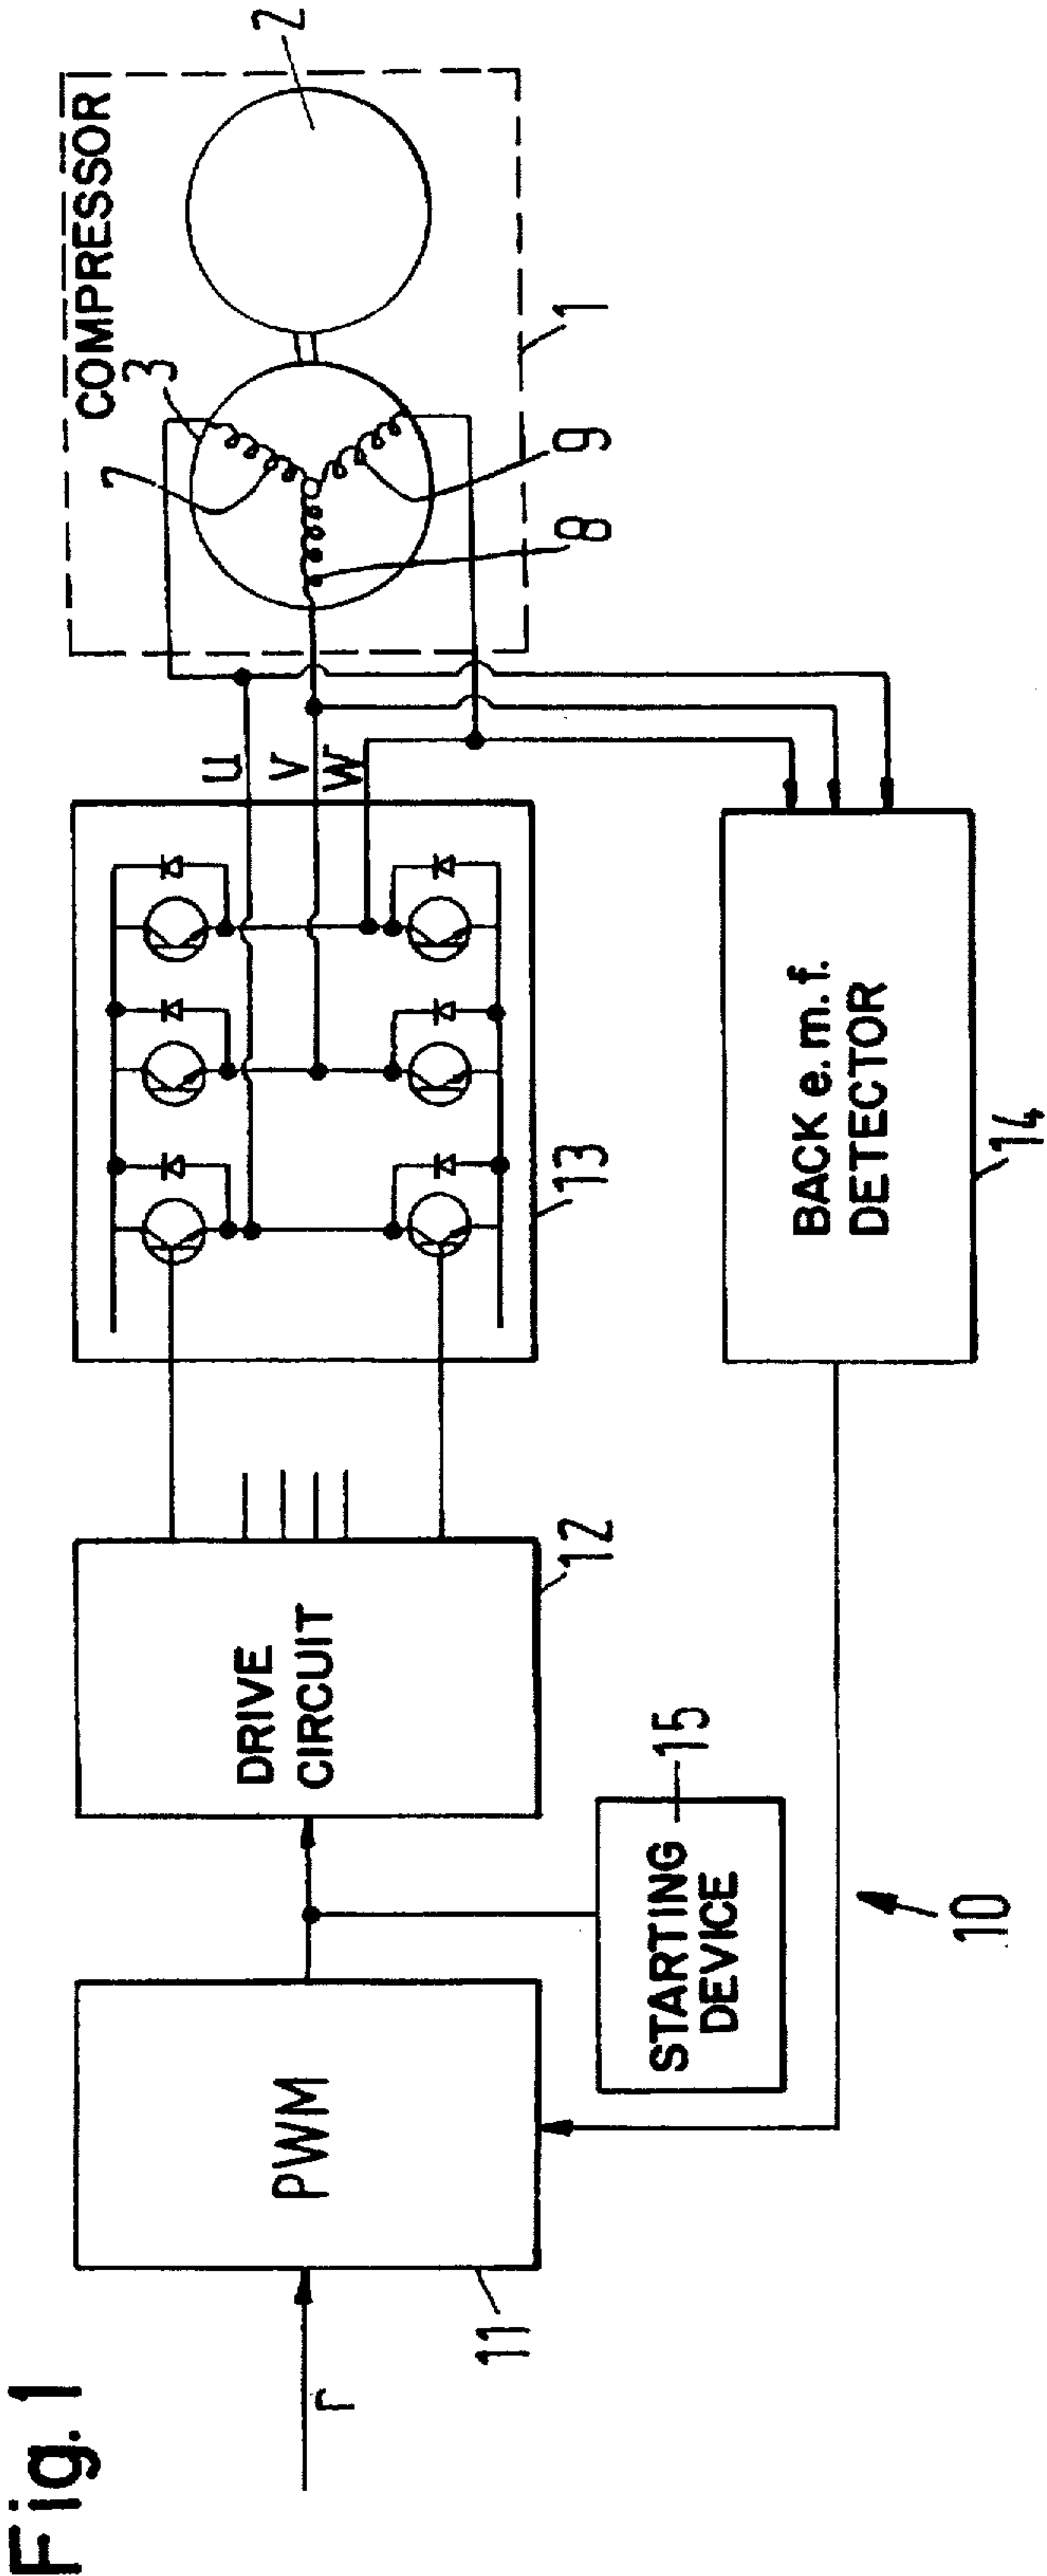 Fig. 1
r
PWM
11
STARTING
DEVICE
15
10
DRIVE
CIRCUIT
12
13
u
v
W
BACK e.m.f.
DETECTOR
14
COMPRESSOR
7
3
8
9
1
2